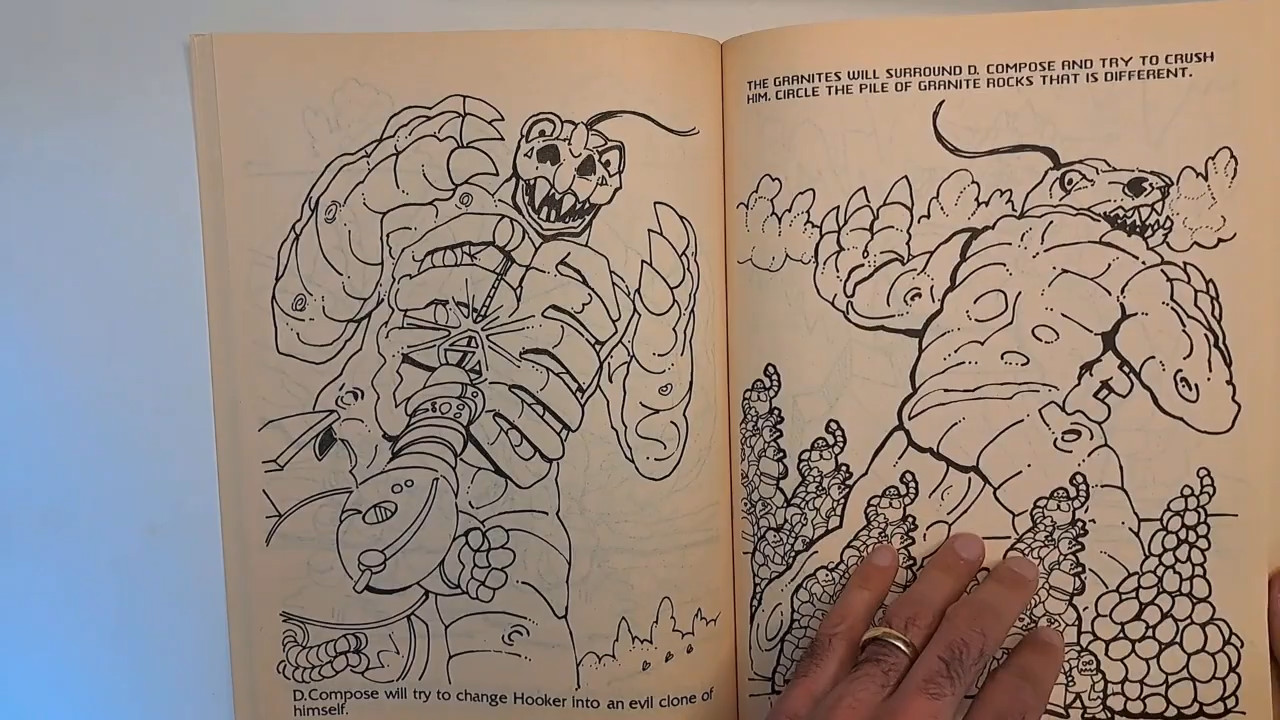 D.Compose will try to change Hooker into an evil clone of
himself.
THE GRANITES WILL SURROUND D. COMPOSE AND TRY TO CRUSH
HIM. CIRCLE THE PILE OF GRANITE ROCKS THAT IS DIFFERENT.